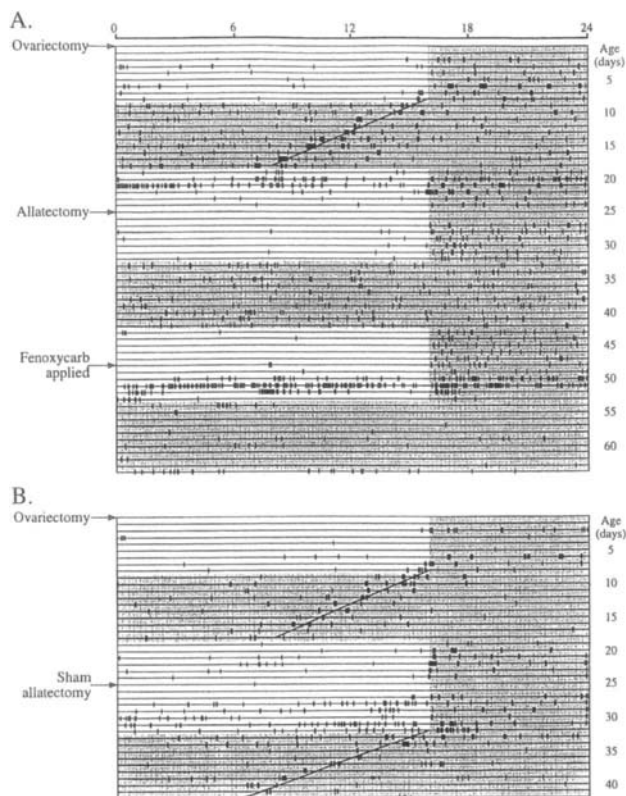 A.
0 6 12 18 24
Ovariectomy
Age
(days)
5
10
15
20
Allatectomy
25
30
35
40
45
Fenoxycarb
applied
50
55
60
B.
Ovariectomy
Age
(days)
5
10
15
20
Sham
allatectomy
25
30
35
40